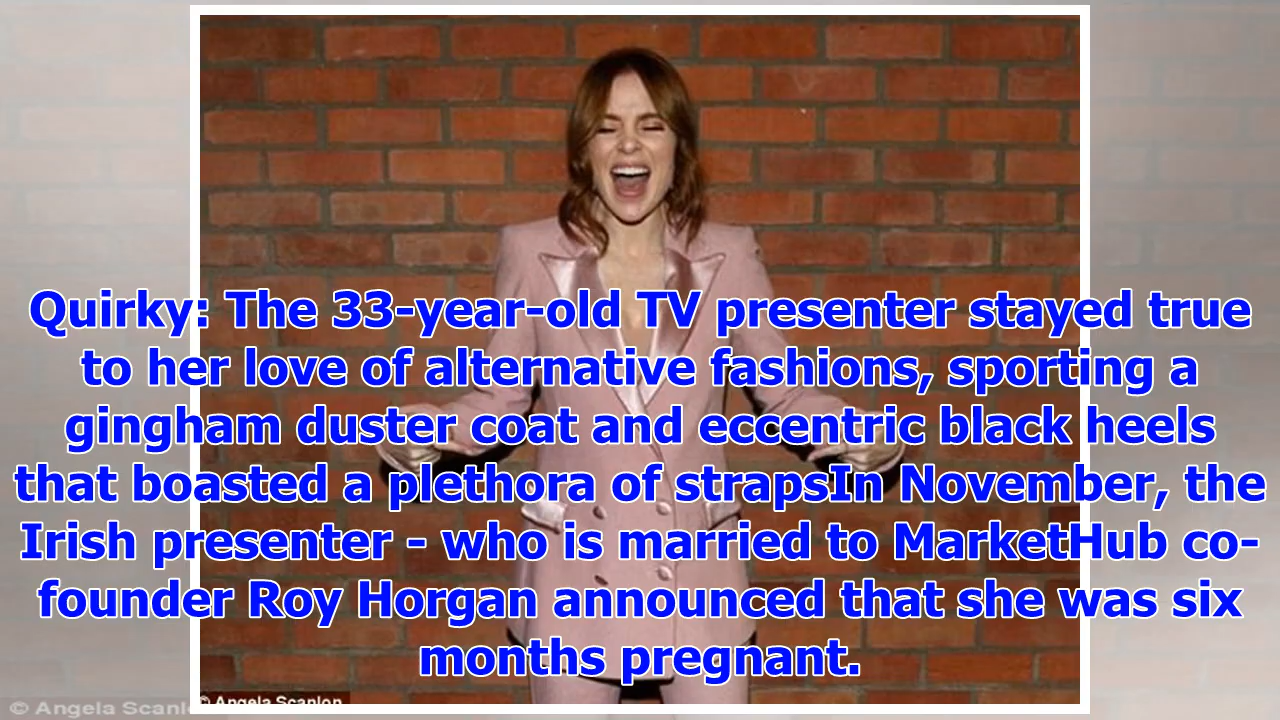 Quirky: The 33-year-old TV presenter stayed true
to her love of alternative fashions, sporting a
gingham duster coat and eccentric black heels
that boasted a plethora of strapsIn November, the
Irish presenter - who is married to MarketHub co-
founder Roy Horgan announced that she was six
months pregnant.
© Angela Scanlon
© Angela Scanl